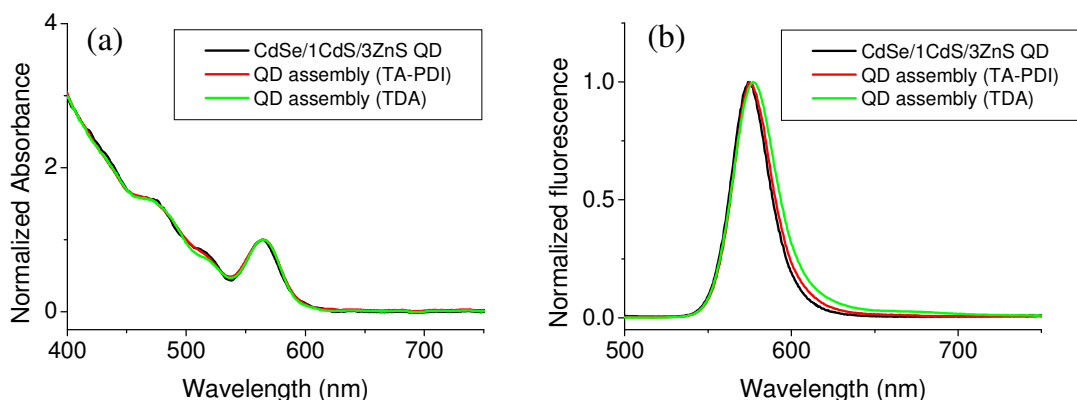 (a)
CdSe/1CdS/3ZnS QD
QD assembly (TA-PDI)
QD assembly (TDA)
Normalized Absorbance
4
2
0
400 500 600 700
Wavelength (nm)
(b)
CdSe/1CdS/3ZnS QD
QD assembly (TA-PDI)
QD assembly (TDA)
Normalized fluorescence
1.0
0.5
0.0
500 600 700
Wavelength (nm)